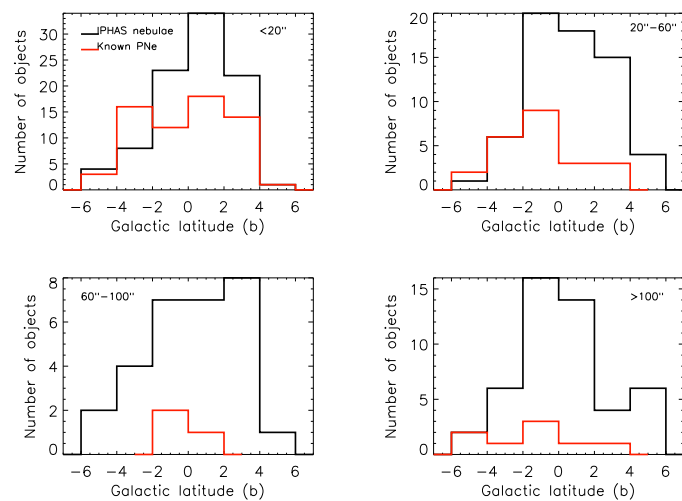 Number of objects
30
25
20
15
10
5
0
IPHAS nebulae
Known PNe
<20"
-6 -4 -2 0 2 4 6
Galactic latitude (b)
Number of objects
20
15
10
5
0
20"-60"
-6 -4 -2 0 2 4 6
Galactic latitude (b)
Number of objects
8
6
4
2
0
60"-100"
-6 -4 -2 0 2 4 6
Galactic latitude (b)
Number of objects
15
10
5
0
>100"
-6 -4 -2 0 2 4 6
Galactic latitude (b)